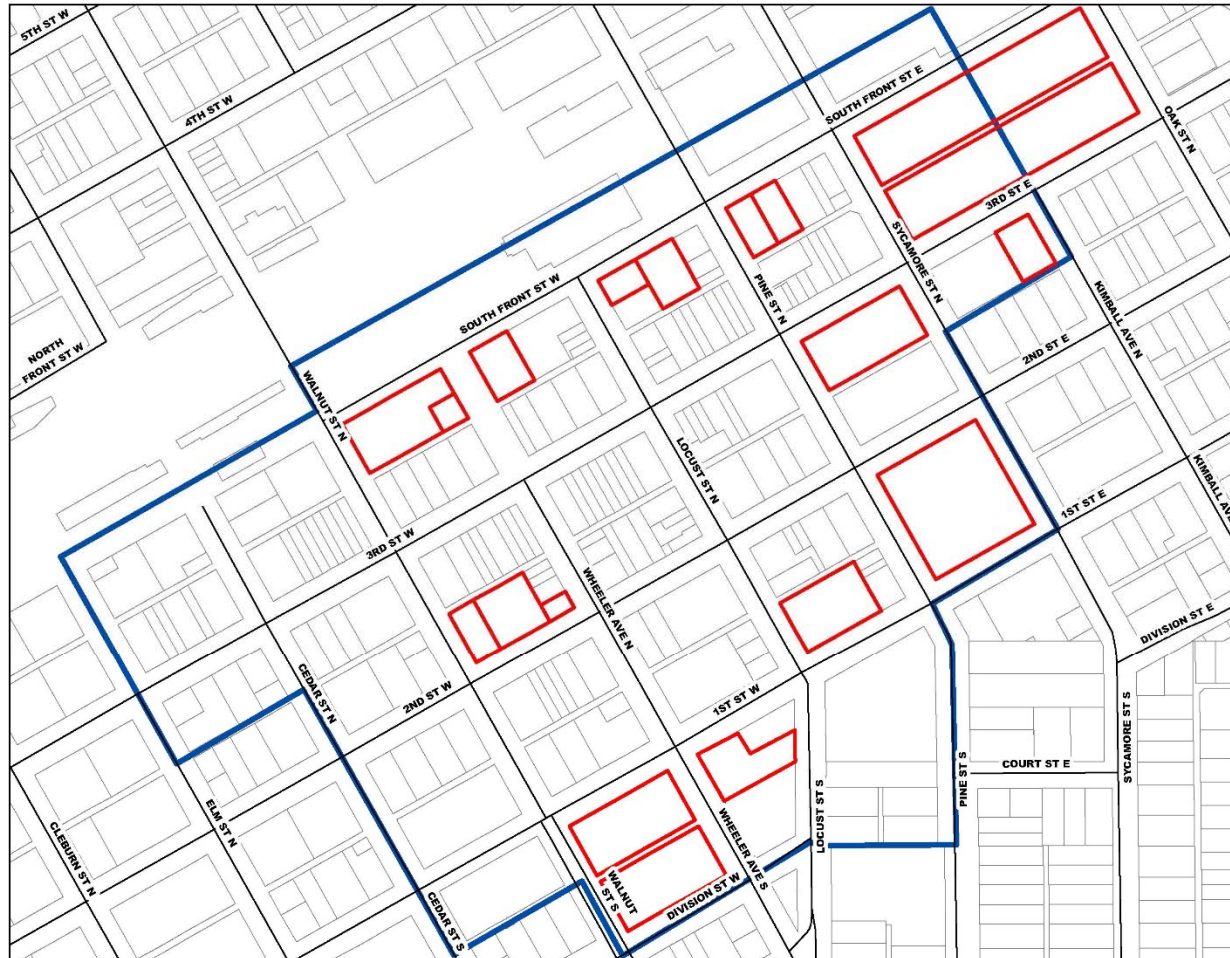 5TH ST W
4TH ST W
SOUTH FRONT ST E
OAK ST N
3RD ST E
SYCAMORE ST N
PINE ST N
KIMBALL AVE N
SOUTH FRONT ST W
2ND ST E
NORTH
FRONT ST W
WALNUT ST N
LOCUST ST N
KIMBALL AVE
1ST ST E
3RD ST W
WHEELER AVE N
DIVISION ST E
CEDAR ST N
2ND ST W
1ST ST W
SYCAMORE ST S
COURT ST E
PINE ST S
LOCUST ST S
ELM ST N
CLEBURN ST N
WHEELER AVE S
WALNUT
ST S
DIVISION ST W
CEDAR ST S